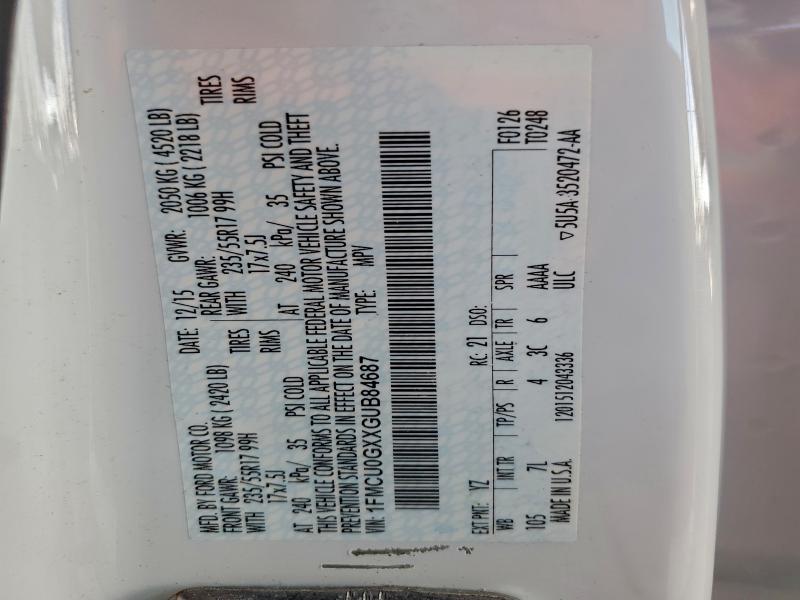 MFD. BY FORD MOTOR CO.
DATE: 12/15 GVWR: 2050 KG ( 4520 LB)
FRONT GAWR: 1098 KG ( 2420 LB) REAR GAWR: 1006 KG ( 2218 LB)
WITH 235/55R17 99H TIRES WITH 235/55R17 99H TIRES
17x7.5J RIMS 17x7.5J RIMS
AT 240 kPa/ 35 PSI COLD AT 240 kPa/ 35 PSI COLD
THIS VEHICLE CONFORMS TO ALL APPLICABLE FEDERAL MOTOR VEHICLE SAFETY AND THEFT
PREVENTION STANDARDS IN EFFECT ON THE DATE OF MANUFACTURE SHOWN ABOVE.
VIN: 1FMCU0GXXGUB84687 TYPE: MPV
F0126
EXT PNT: YZ RC: 21 DSO: T0248
WB INT TR TP/PS R AXLE TR SPR
105 7L 4 3C 6 AAAA
MADE IN U.S.A. 1201512043336 ULC ▽5U5A-3520472-AA